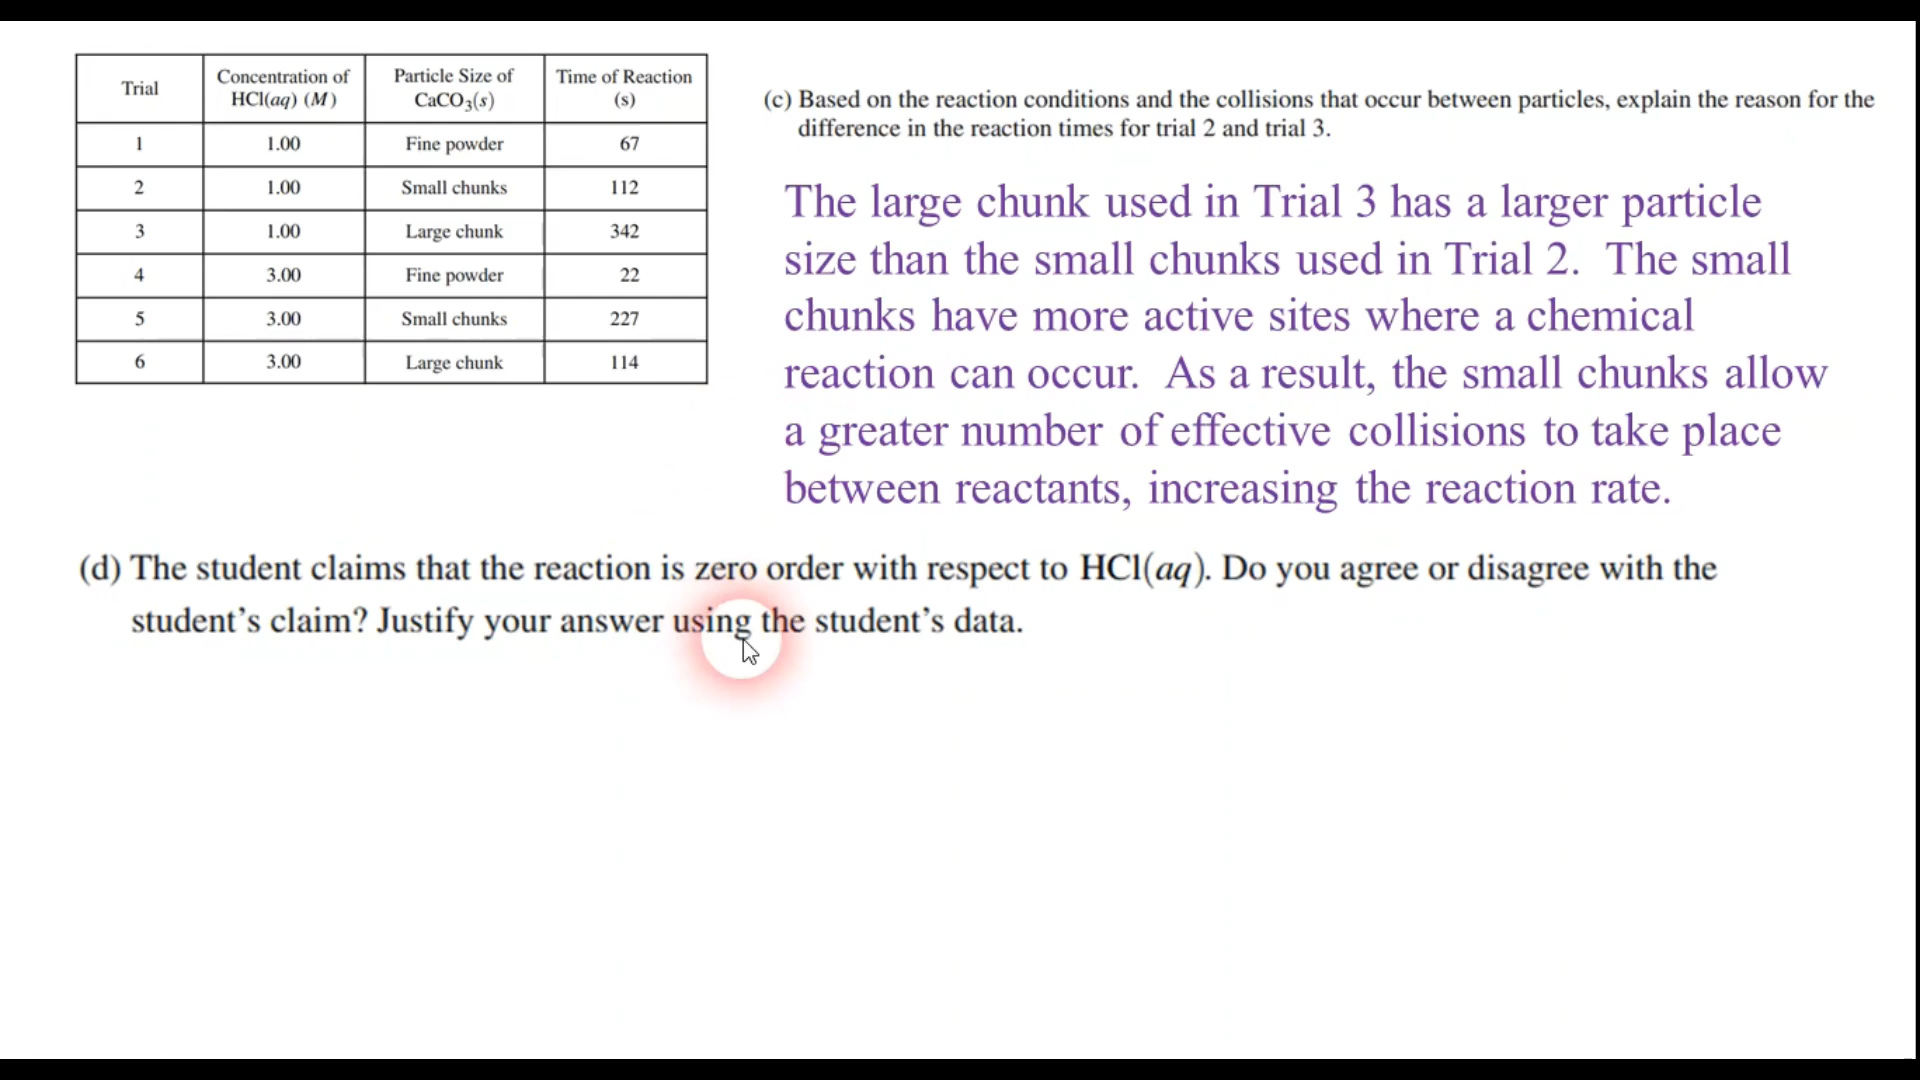 Trial
Concentration of
HCl(aq) (M)
Particle Size of
CaCO3(s)
Time of Reaction
(s)
1 1.00 Fine powder 67
2 1.00 Small chunks 112
3 1.00 Large chunk 342
4 3.00 Fine powder 22
5 3.00 Small chunks 227
6 3.00 Large chunk 114
(c) Based on the reaction conditions and the collisions that occur between particles, explain the reason for the
difference in the reaction times for trial 2 and trial 3.
The large chunk used in Trial 3 has a larger particle
size than the small chunks used in Trial 2. The small
chunks have more active sites where a chemical
reaction can occur. As a result, the small chunks allow
a greater number of effective collisions to take place
between reactants, increasing the reaction rate.
(d) The student claims that the reaction is zero order with respect to HCl(aq). Do you agree or disagree with the
student’s claim? Justify your answer using the student’s data.